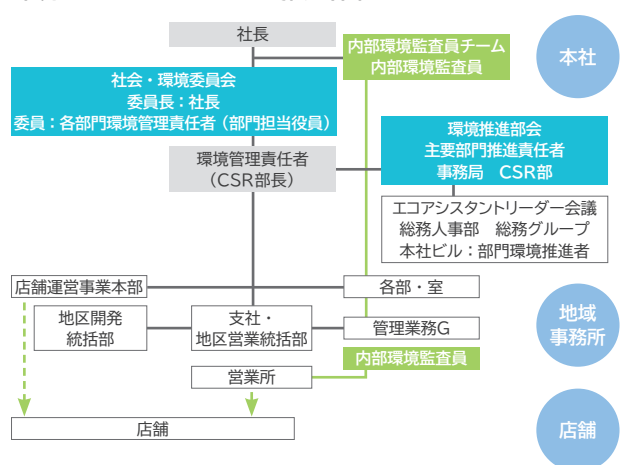 社長
内部環境監査員チーム
内部環境監査員
本社
社会・環境委員会
委員長：社長
委員：各部門環境管理責任者（部門担当役員）
環境推進部会
主要部門推進責任者
事務局　CSR部
環境管理責任者
（CSR部長）
エコアシスタントリーダー会議
総務人事部　総務グループ
本社ビル：部門環境推進者
店舗運営事業本部
各部・室
地区開発
統括部
支社・
地区営業統括部
管理業務G
地域
事務所
内部環境監査員
営業所
店舗
店舗